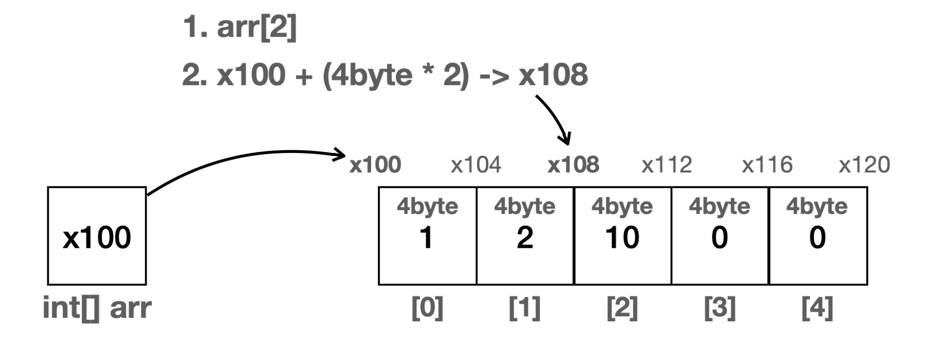 1. arr[2]
2. x100 + (4byte * 2) -> x108
x100 x104 x108 x112 x116 x120
4byte 4byte 4byte 4byte 4byte
x100 1 2 10 0 0
int[] arr [0] [1] [2] [3] [4]